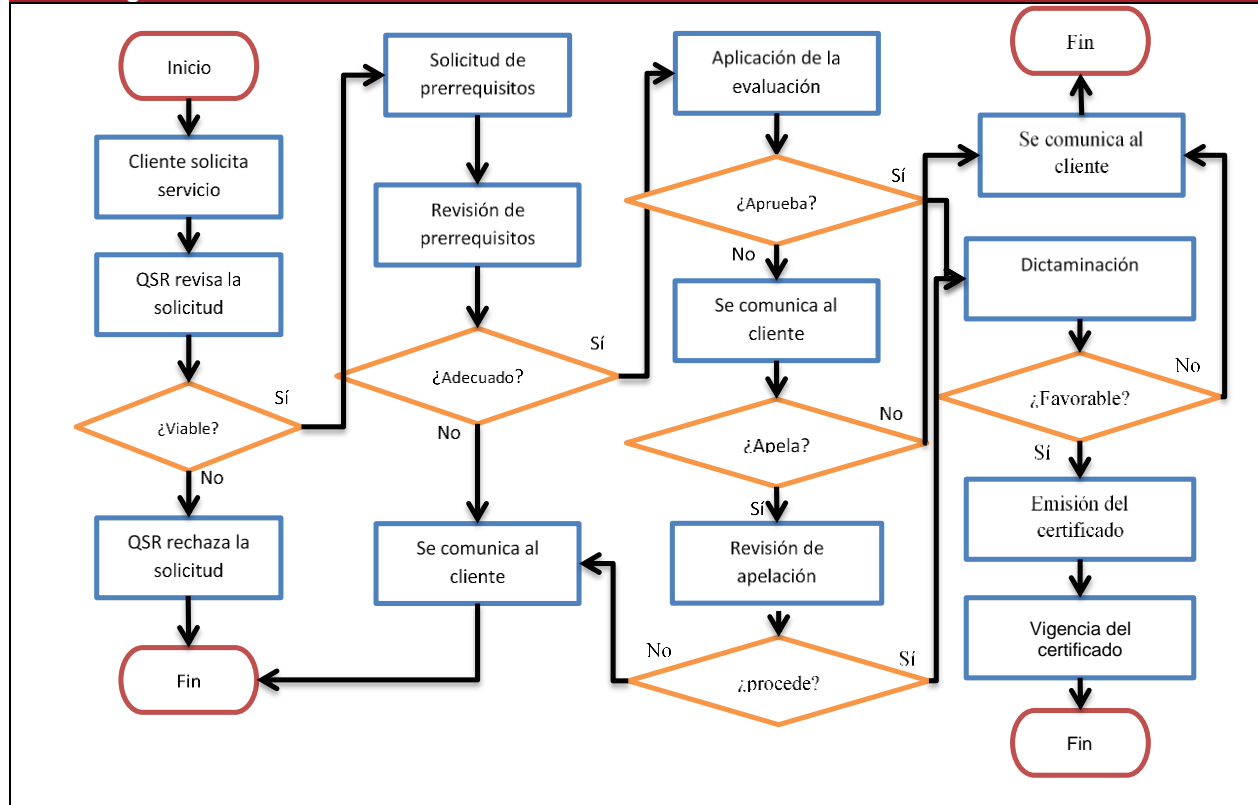 Inicio
Cliente solicita
servicio
QSR revisa la
solicitud
¿Viable?
Sí
No
QSR rechaza la
solicitud
Fin
Solicitud de
prerrequisitos
Revisión de
prerrequisitos
¿Adecuado?
Sí
No
Se comunica al
cliente
Aplicación de la
evaluación
¿Aprueba?
Sí
No
Se comunica al
cliente
¿Apela?
No
Sí
Revisión de
apelación
¿procede?
No
Sí
Fin
Se comunica al
cliente
Dictaminación
¿Favorable?
No
Sí
Emisión del
certificado
Vigencia del
certificado
Fin